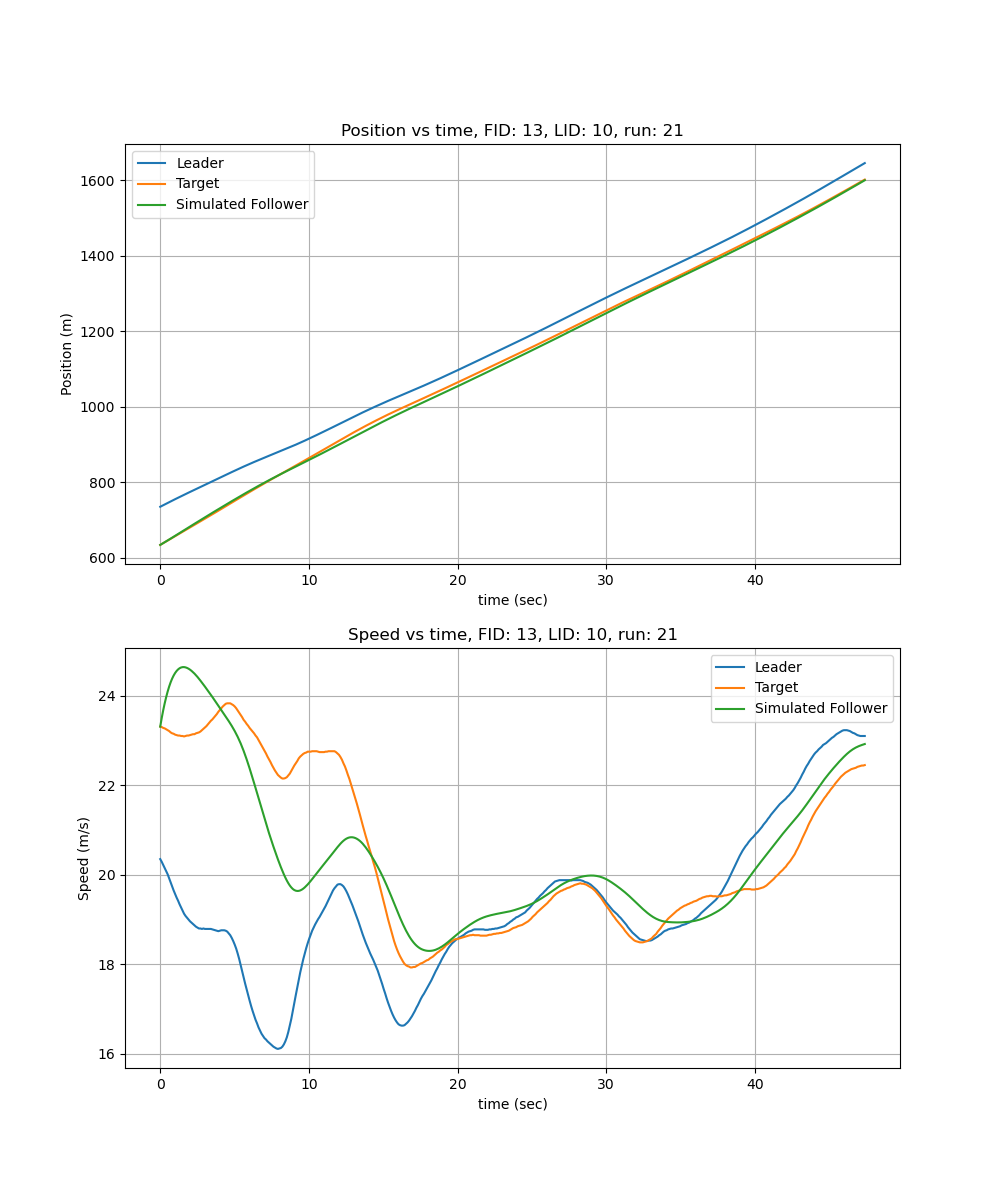 Position vs time, FID: 13, LID: 10, run: 21
Leader
Target
Simulated Follower
Position (m)
1600
1400
1200
1000
800
600
0 10 20 30 40
time (sec)
Speed vs time, FID: 13, LID: 10, run: 21
Leader
Target
Simulated Follower
Speed (m/s)
24
22
20
18
16
0 10 20 30 40
time (sec)